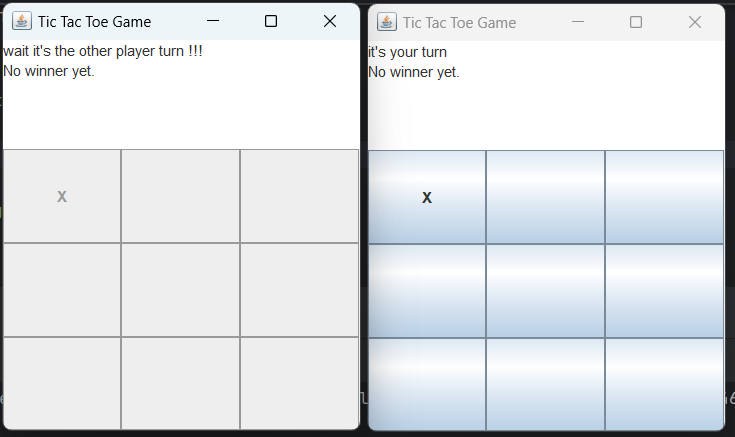 Tic Tac Toe Game
wait it's the other player turn !!!
No winner yet.
X
Tic Tac Toe Game
it's your turn
No winner yet.
X